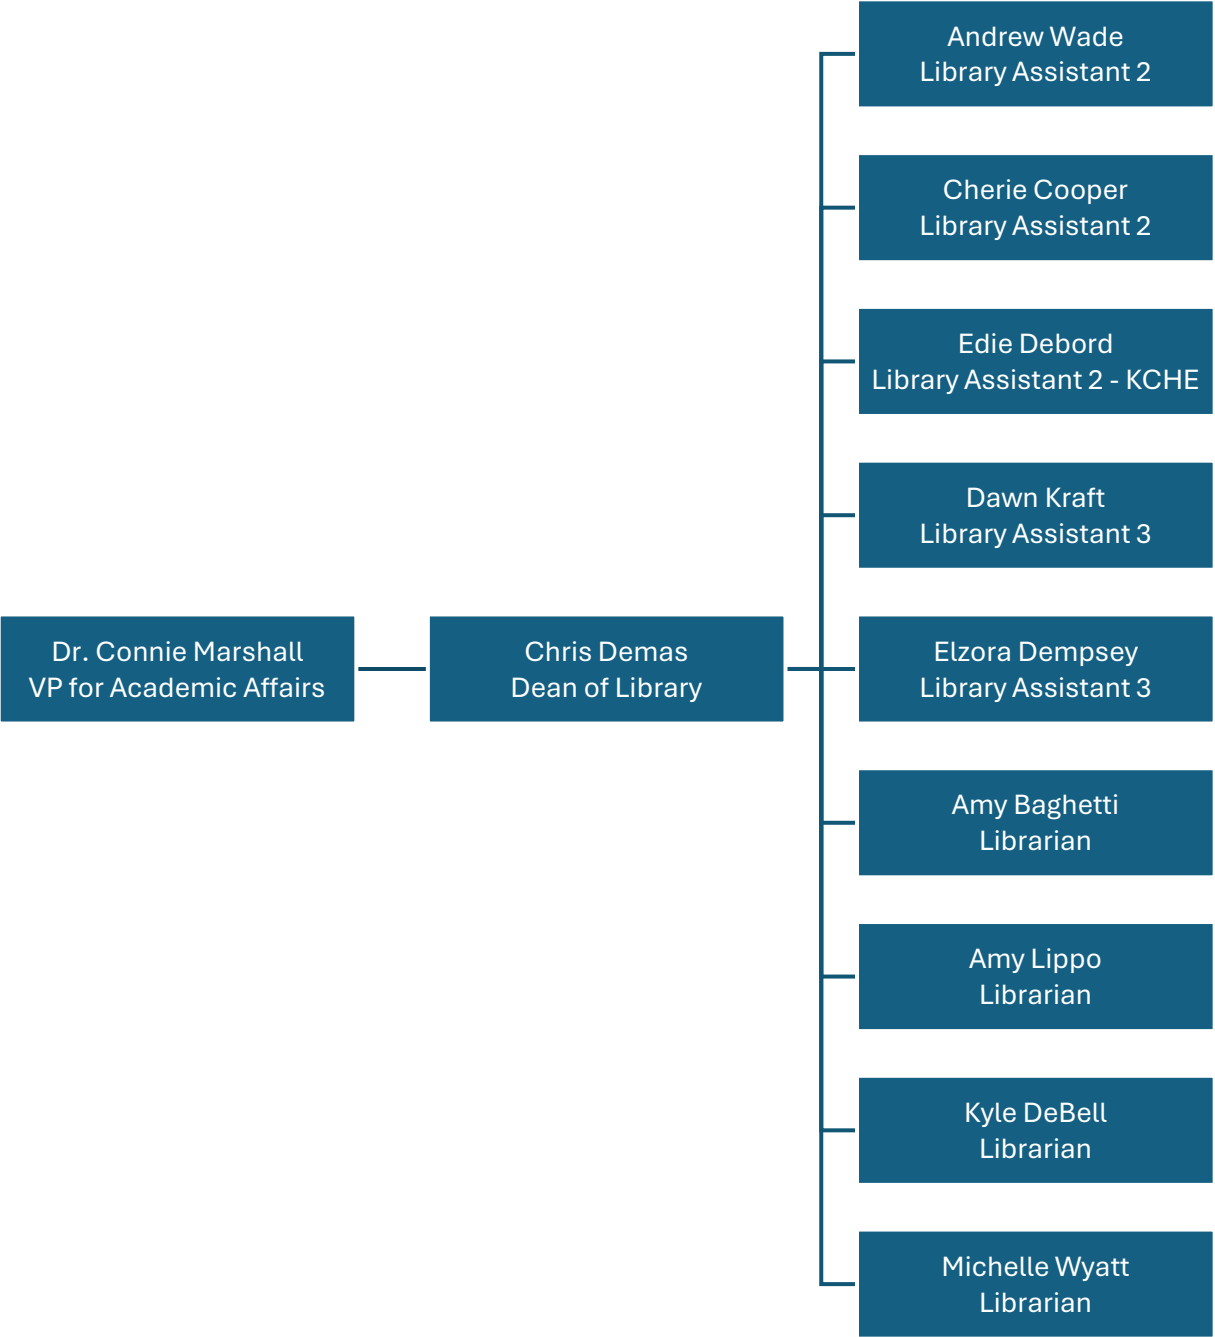 Andrew Wade
Library Assistant 2
Cherie Cooper
Library Assistant 2
Edie Debord
Library Assistant 2 - KCHE
Dawn Kraft
Library Assistant 3
Dr. Connie Marshall
VP for Academic Affairs
Chris Demas
Dean of Library
Elzora Dempsey
Library Assistant 3
Amy Baghetti
Librarian
Amy Lippo
Librarian
Kyle DeBell
Librarian
Michelle Wyatt
Librarian